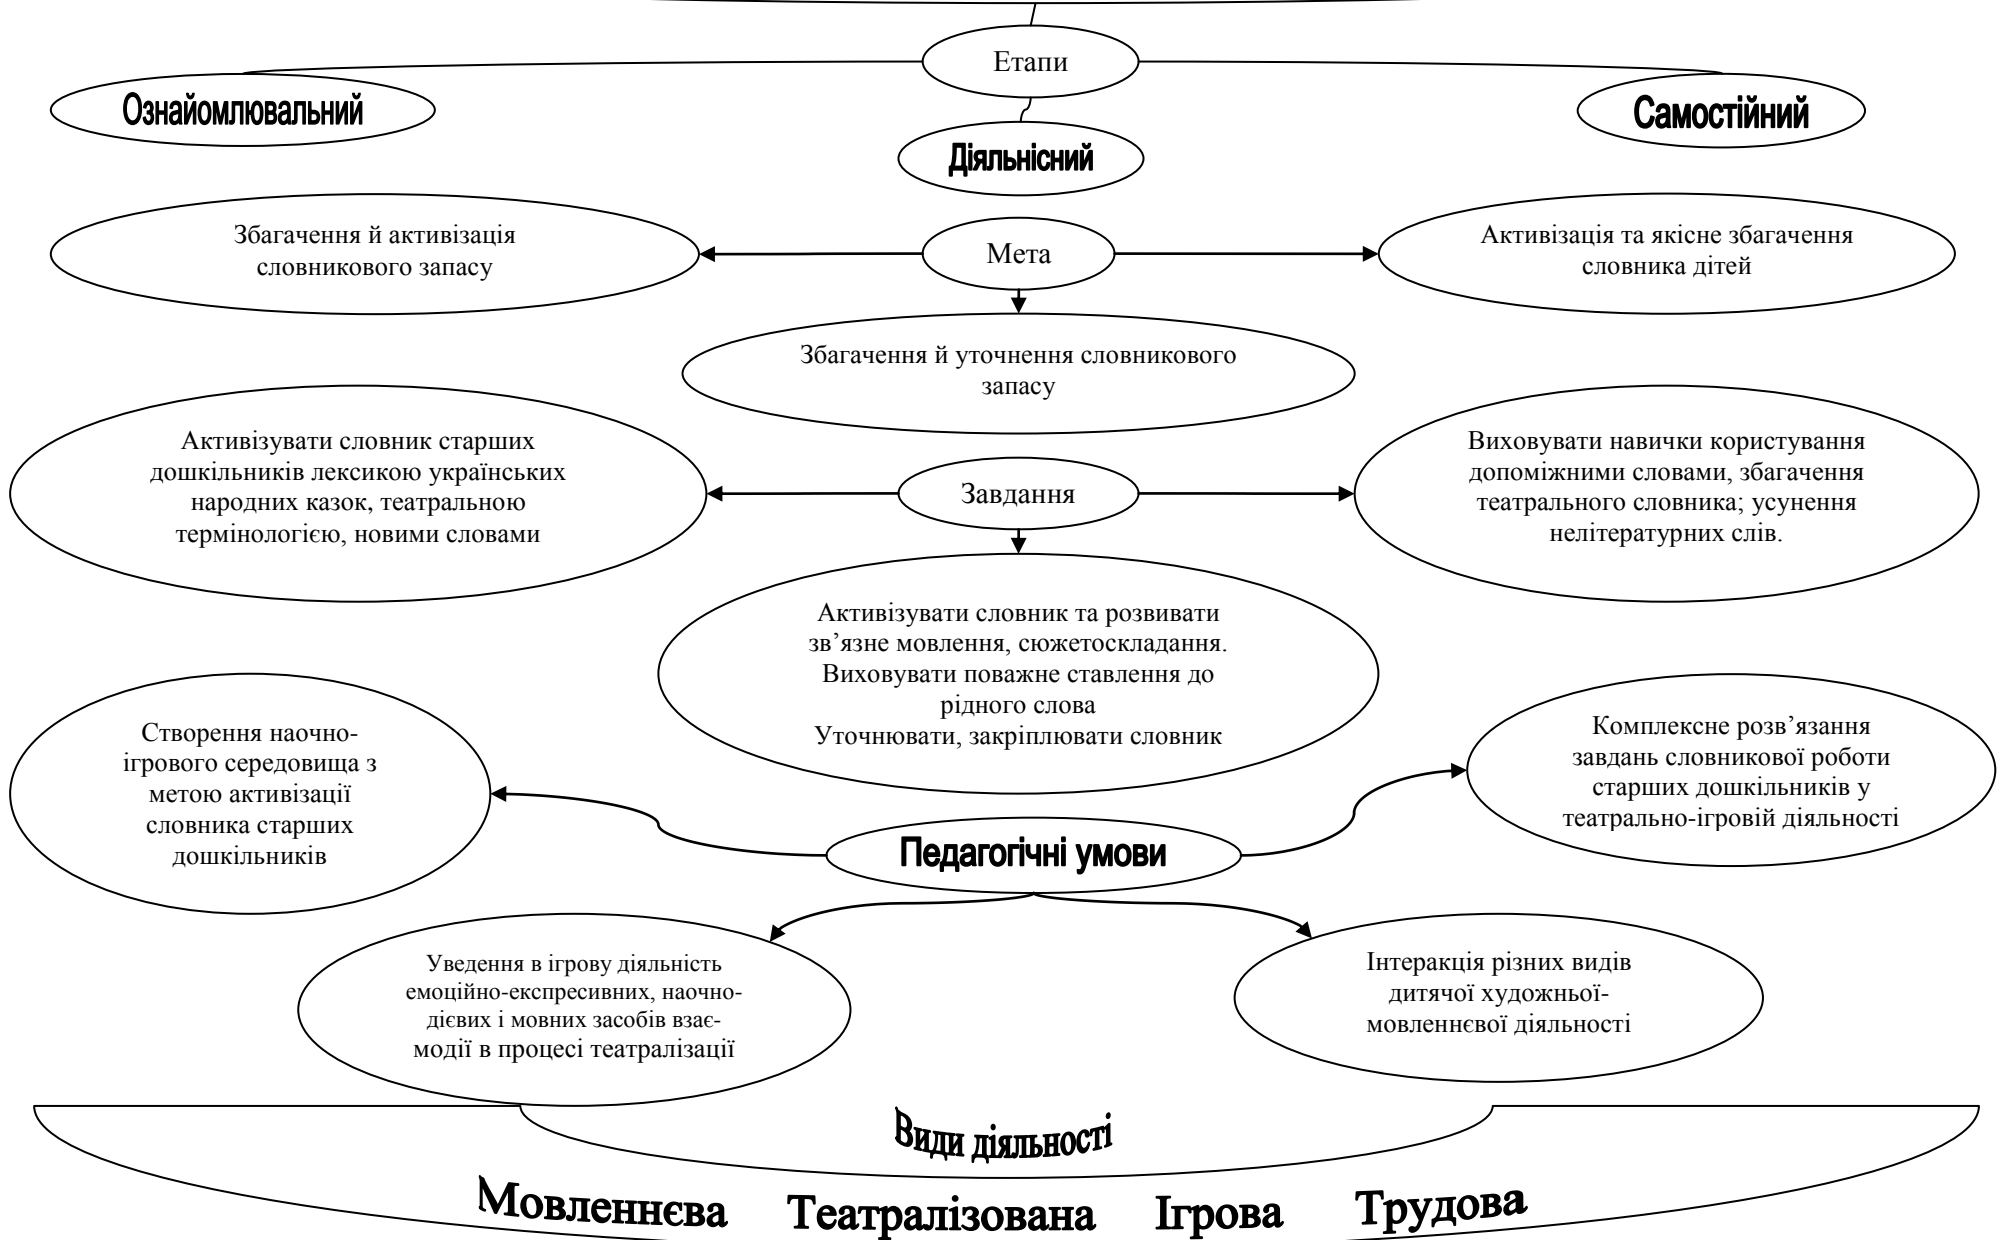 Етапи
Ознайомлювальний
Самостійний
Діяльнісний
Збагачення й активізація
словникового запасу
Мета
Активізація та якісне збагачення
словника дітей
Збагачення й уточнення словникового
запасу
Активізувати словник старших
дошкільників лексикою українських
народних казок, театральною
термінологією, новими словами
Завдання
Виховувати навички користування
допоміжними словами, збагачення
театрального словника; усунення
нелітературних слів.
Активізувати словник та розвивати
зв’язне мовлення, сюжетоскладання.
Виховувати поважне ставлення до
рідного слова
Уточнювати, закріплювати словник
Створення наочно-
ігрового середовища з
метою активізації
словника старших
дошкільників
Комплексне розв’язання
завдань словникової роботи
старших дошкільників у
театрально-ігровій діяльності
Педагогічні умови
Уведення в ігрову діяльність
емоційно-експресивних, наочно-
дієвих і мовних засобів взає-
модії в процесі театралізації
Інтеракція різних видів
дитячої художньої-
мовленнєвої діяльності
Види діяльності
Мовленнєва Театралізована Ігрова Трудова